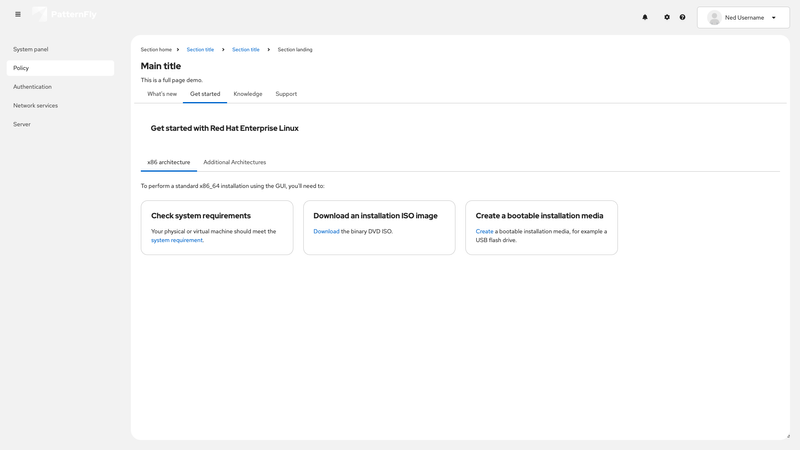 PatternFly
Ned Username
System panel
Policy
Authentication
Network services
Server
Section home
Section title
Section title
Section landing
Main title
This is a full page demo.
What's new
Get started
Knowledge
Support
Get started with Red Hat Enterprise Linux
x86 architecture
Additional Architectures
To perform a standard x86_64 installation using the GUI, you'll need to:
Check system requirements
Your physical or virtual machine should meet the
system requirement.
Download an installation ISO image
Download the binary DVD ISO.
Create a bootable installation media
Create a bootable installation media, for example a
USB flash drive.